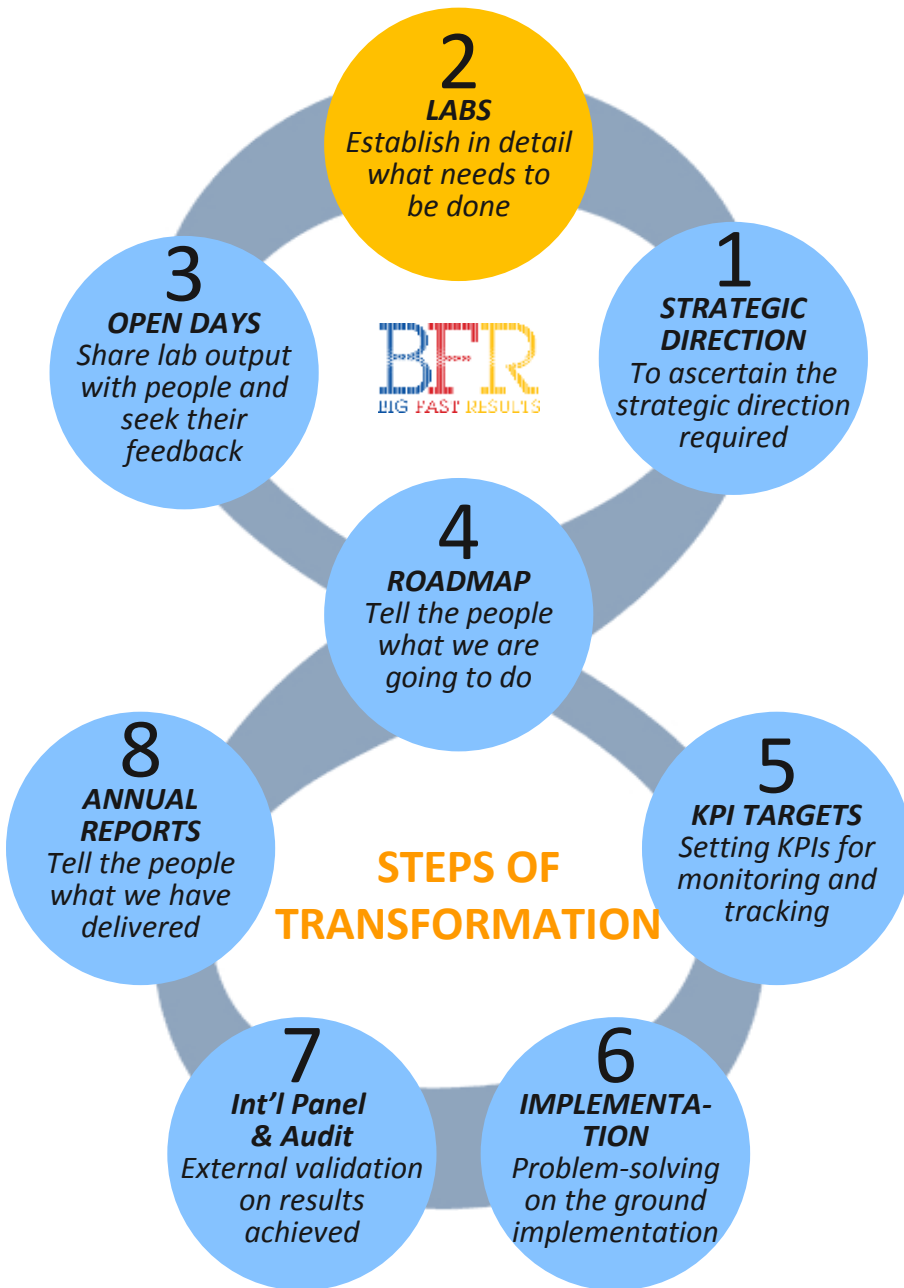 2
LABS
Establish in detail
what needs to
be done
3
OPEN DAYS
Share lab output
with people and
seek their
feedback
BFR
BIG FAST RESULTS
1
STRATEGIC
DIRECTION
To ascertain the
strategic direction
required
4
ROADMAP
Tell the people
what we are
going to do
8
ANNUAL
REPORTS
Tell the people
what we have
delivered
STEPS OF
TRANSFORMATION
5
KPI TARGETS
Setting KPIs for
monitoring and
tracking
7
Int’l Panel
& Audit
External validation
on results
achieved
6
IMPLEMENTA-
TION
Problem-solving
on the ground
implementation